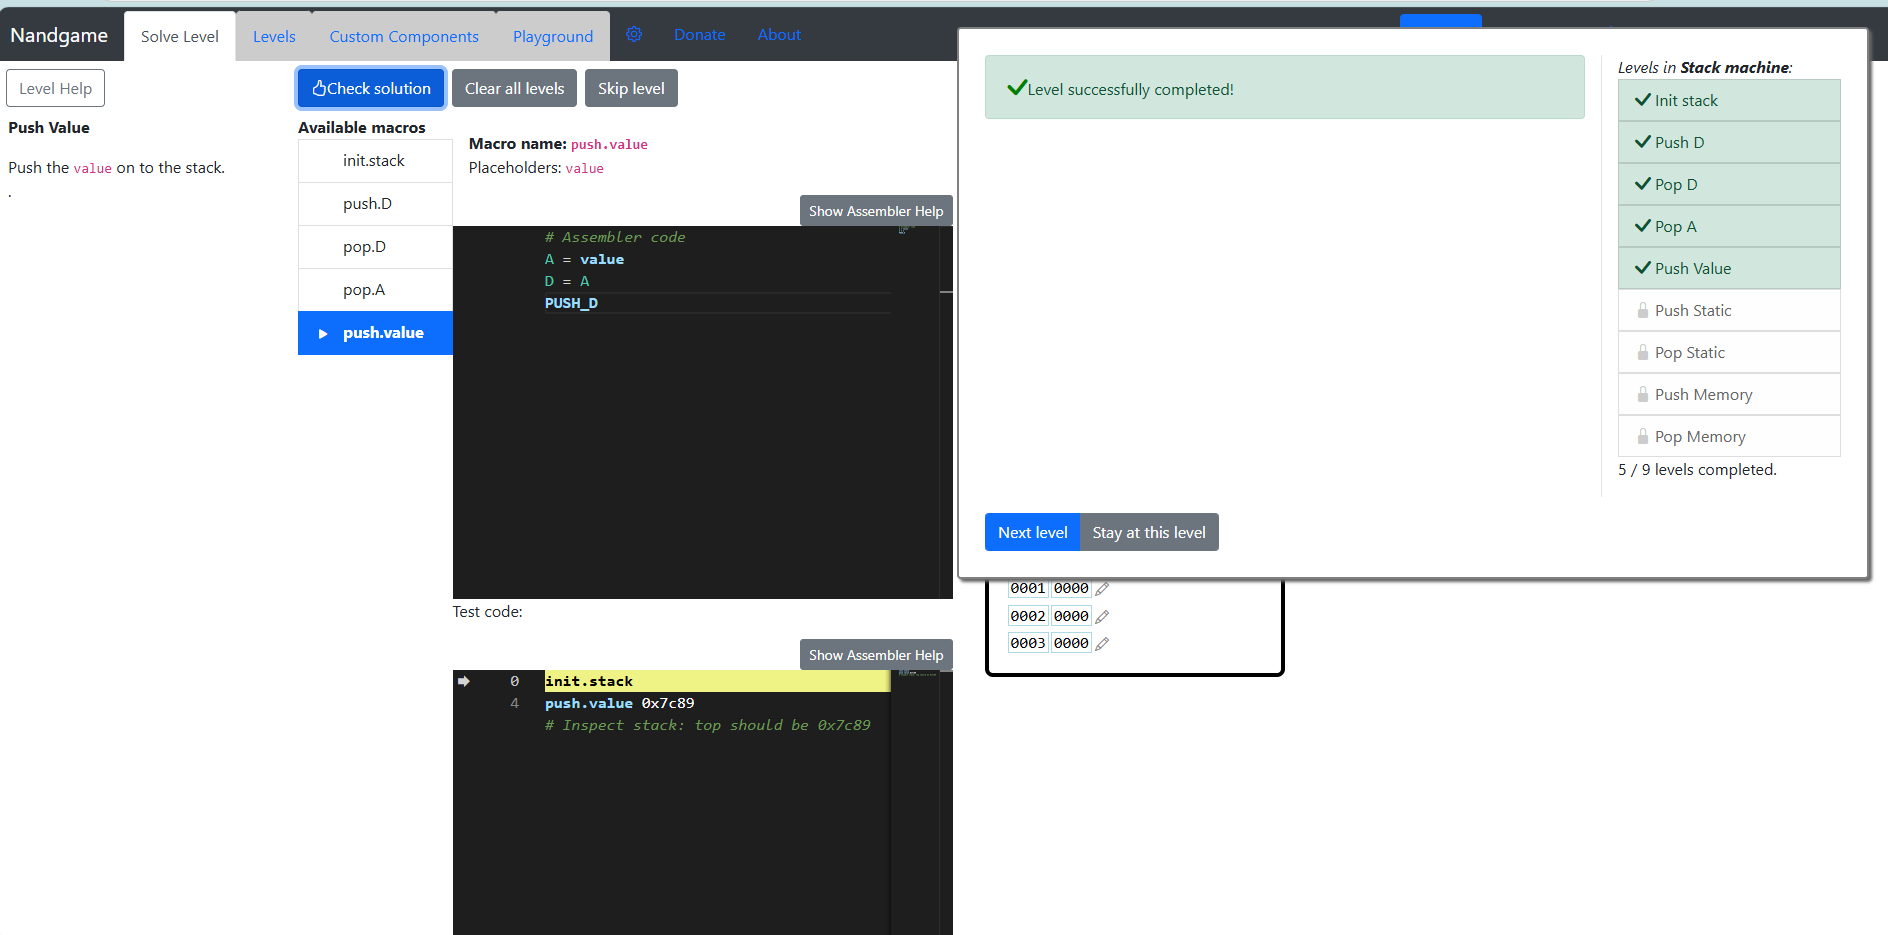 Nandgame
Solve Level
Levels
Custom Components
Playground
Donate
About
Level Help
Check solution
Clear all levels
Skip level
Push Value
Push the value on to the stack.
.
Available macros
init.stack
push.D
pop.D
pop.A
push.value
Macro name: push.value
Placeholders: value
Show Assembler Help
# Assembler code
A = value
D = A
PUSH_D
Test code:
Show Assembler Help
0 init.stack
4 push.value 0x7c89
# Inspect stack: top should be 0x7c89
Level successfully completed!
Next level
Stay at this level
Levels in Stack machine:
Init stack
Push D
Pop D
Pop A
Push Value
Push Static
Pop Static
Push Memory
Pop Memory
5 / 9 levels completed.
0001 0000
0002 0000
0003 0000